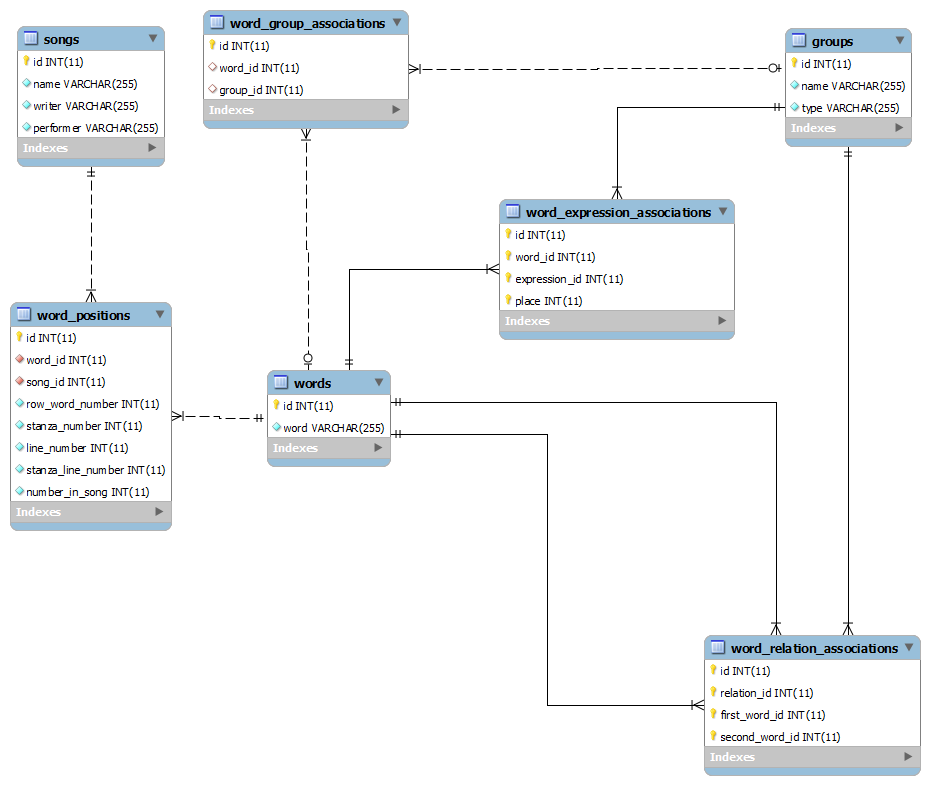 songs
id INT(11)
name VARCHAR(255)
writer VARCHAR(255)
performer VARCHAR(255)
Indexes
word_group_associations
id INT(11)
word_id INT(11)
group_id INT(11)
Indexes
groups
id INT(11)
name VARCHAR(255)
type VARCHAR(255)
Indexes
word_expression_associations
id INT(11)
word_id INT(11)
expression_id INT(11)
place INT(11)
Indexes
word_positions
id INT(11)
word_id INT(11)
song_id INT(11)
row_word_number INT(11)
stanza_number INT(11)
line_number INT(11)
stanza_line_number INT(11)
number_in_song INT(11)
Indexes
words
id INT(11)
word VARCHAR(255)
Indexes
word_relation_associations
id INT(11)
relation_id INT(11)
first_word_id INT(11)
second_word_id INT(11)
Indexes